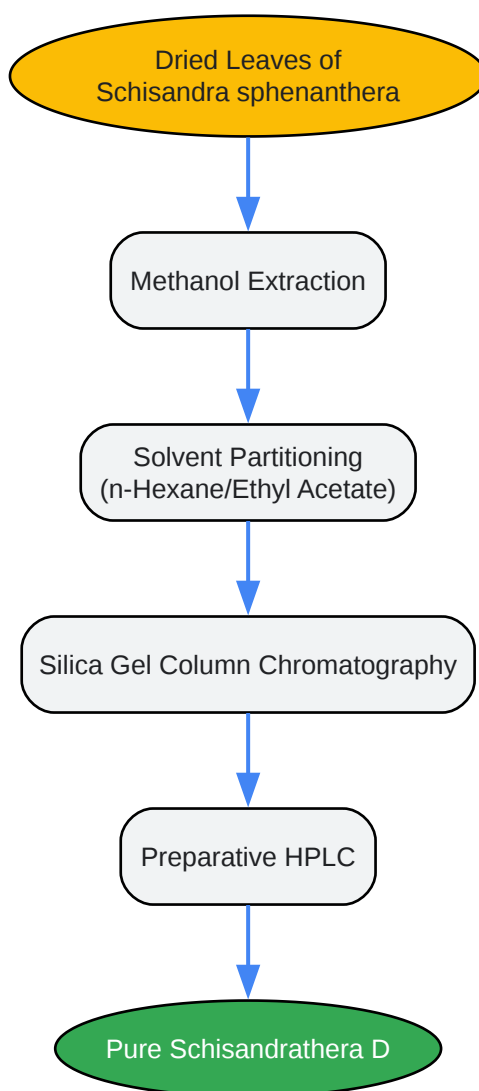 Dried Leaves of
Schisandra sphenanthera
Methanol Extraction
Solvent Partitioning
(n-Hexane/Ethyl Acetate)
Silica Gel Column Chromatography
Preparative HPLC
Pure Schisandrathera D